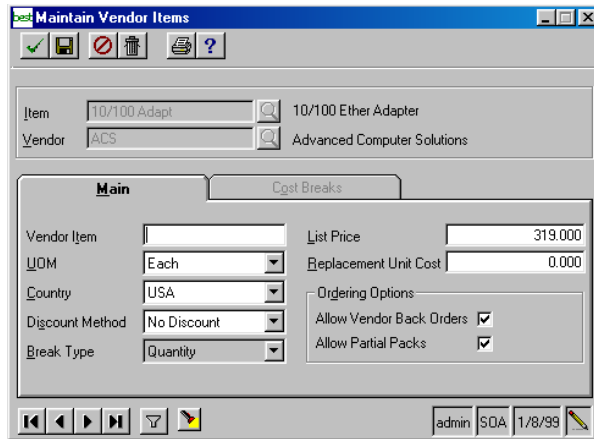 best Maintain Vendor Items
Item 10/100 Adapt 10/100 Ether Adapter
Vendor ACS Advanced Computer Solutions
Main Cost Breaks
Vendor Item List Price 319.000
UOM Each Replacement Unit Cost 0.000
Country USA Ordering Options
Discount Method No Discount Allow Vendor Back Orders
Break Type Quantity Allow Partial Packs
admin SOA 1/8/99